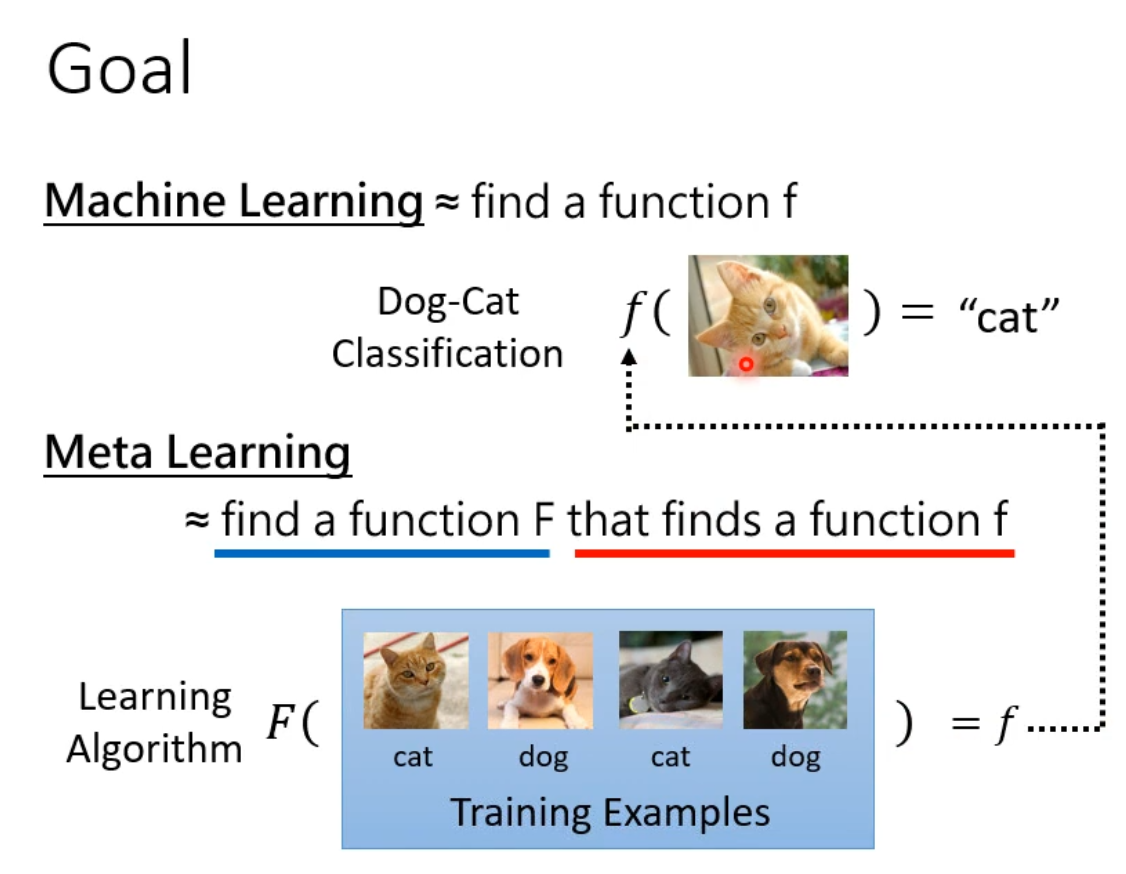 Goal
Machine Learning ≈ find a function f
Dog-Cat
Classification
f( ) = “cat”
Meta Learning
≈ find a function F that finds a function f
Learning
Algorithm
F( ) = f
cat dog cat dog
Training Examples